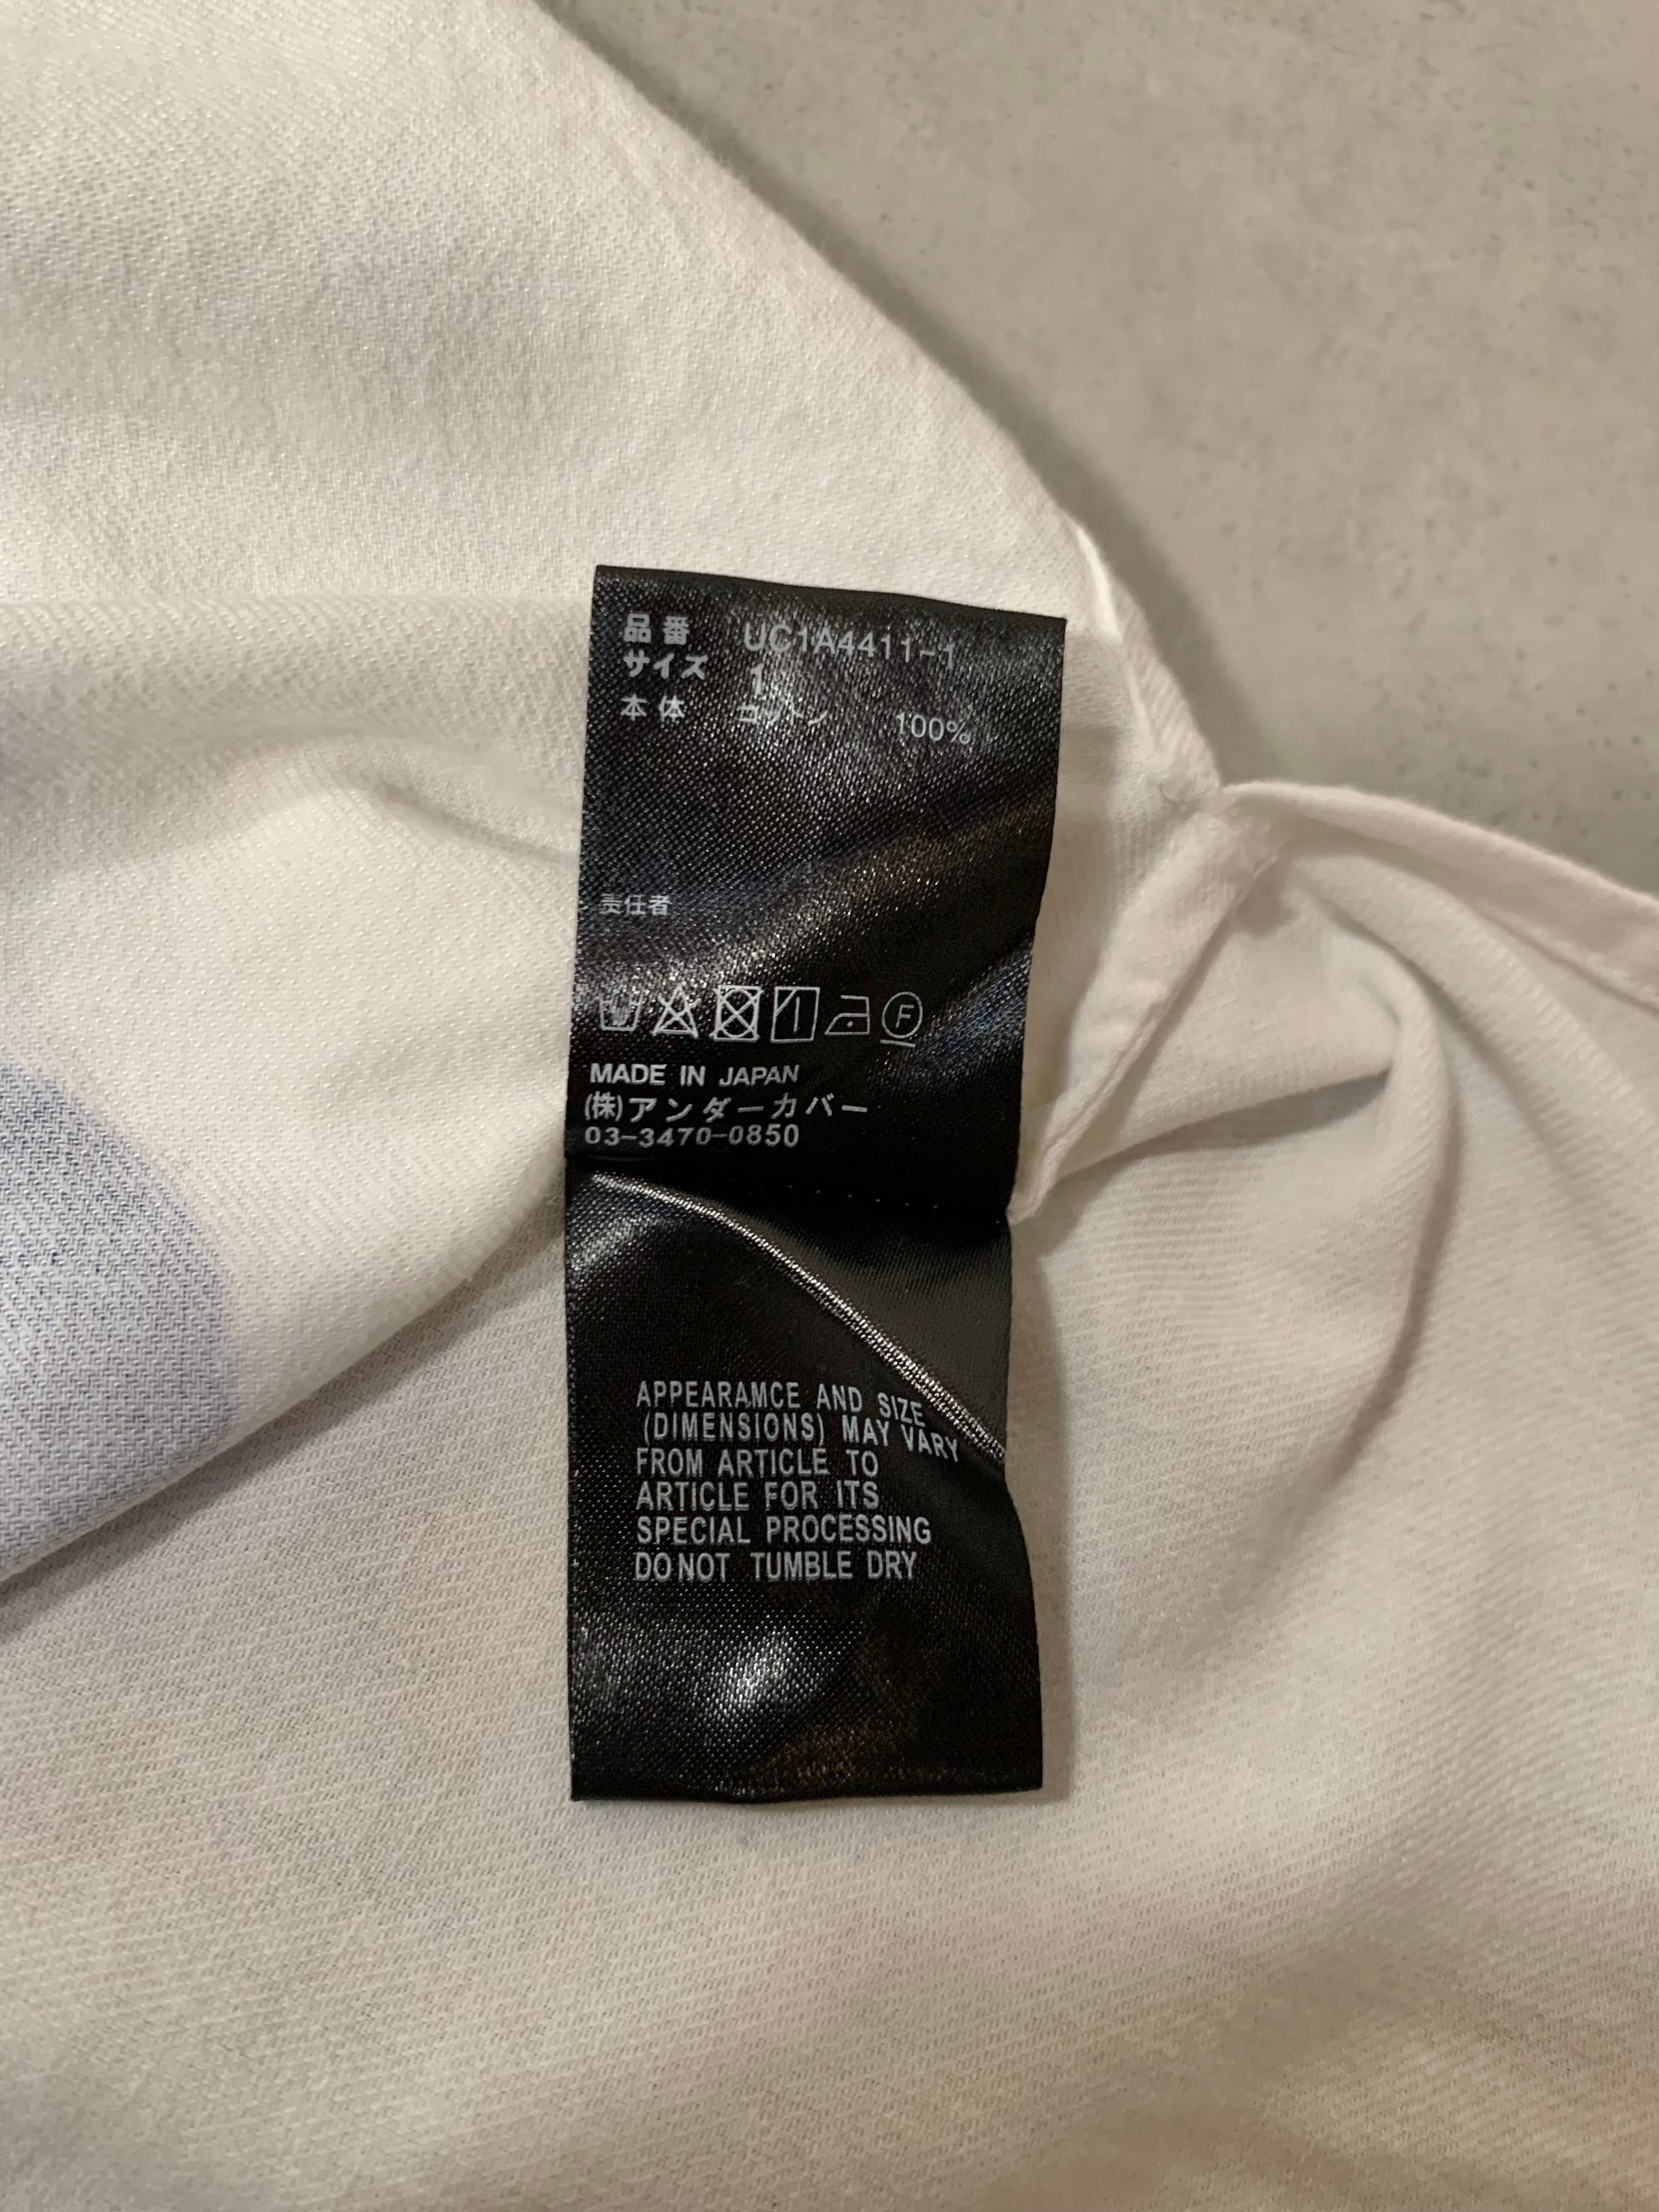 品番 UC1A4411-1
サイズ 1
本体 コットン 100%
責任者
F
MADE IN JAPAN
(株)アンダーカバー
03-3470-0850
APPEARAMCE AND SIZE
(DIMENSIONS) MAY VARY
FROM ARTICLE TO
ARTICLE FOR ITS
SPECIAL PROCESSING
DO NOT TUMBLE DRY